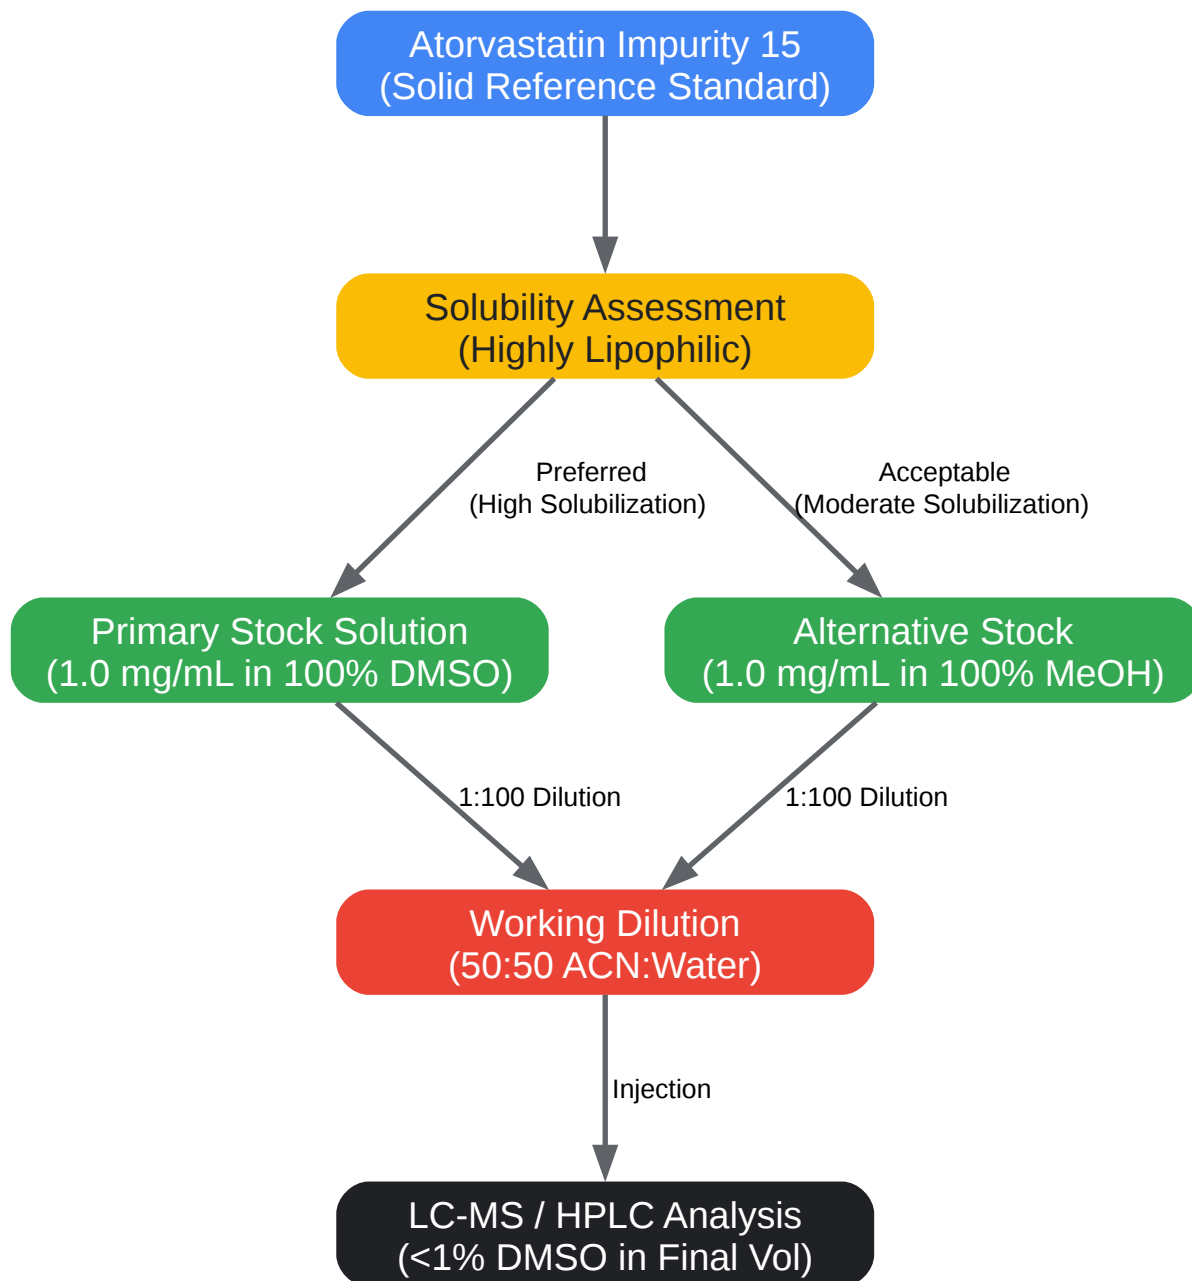 Atorvastatin Impurity 15
(Solid Reference Standard)
Solubility Assessment
(Highly Lipophilic)
Preferred
(High Solubilization)
Acceptable
(Moderate Solubilization)
Primary Stock Solution
(1.0 mg/mL in 100% DMSO)
Alternative Stock
(1.0 mg/mL in 100% MeOH)
1:100 Dilution
1:100 Dilution
Working Dilution
(50:50 ACN:Water)
Injection
LC-MS / HPLC Analysis
(<1% DMSO in Final Vol)